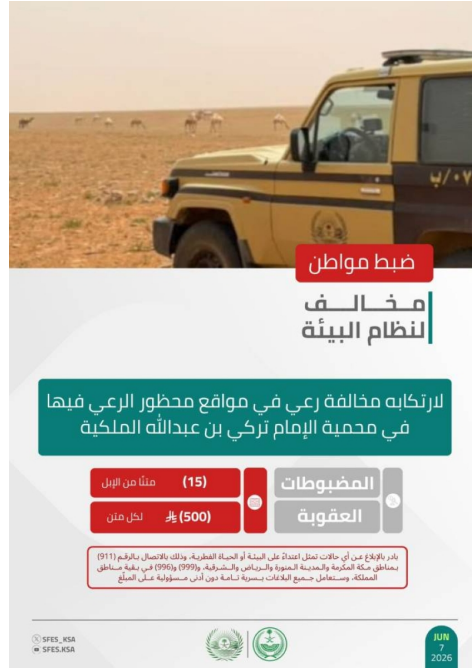 ب/٠٧
ضبط مواطن
مخالف
لنظام البيئة
لارتكابه مخالفة رعي في مواقع محظور الرعي فيها
في محمية الإمام تركي بن عبدالله الملكية
المضبوطات (15) متنًا من الإبل
العقوبة (500) لكل متن
بادر بالإبلاغ عن أي حالات تمثل اعتداءً على البيئة أو الحياة الفطرية، وذلك بالاتصال بالرقم (911)
بمناطق مكة المكرمة والمدينة المنورة والرياض والشرقية، و(999) و(996) في بقية مناطق
المملكة، وستعامل جميع البلاغات بسرية تامة دون أدنى مسؤولية على المبلّغ
SFES_KSA
SFES.KSA
JUN
7
2026